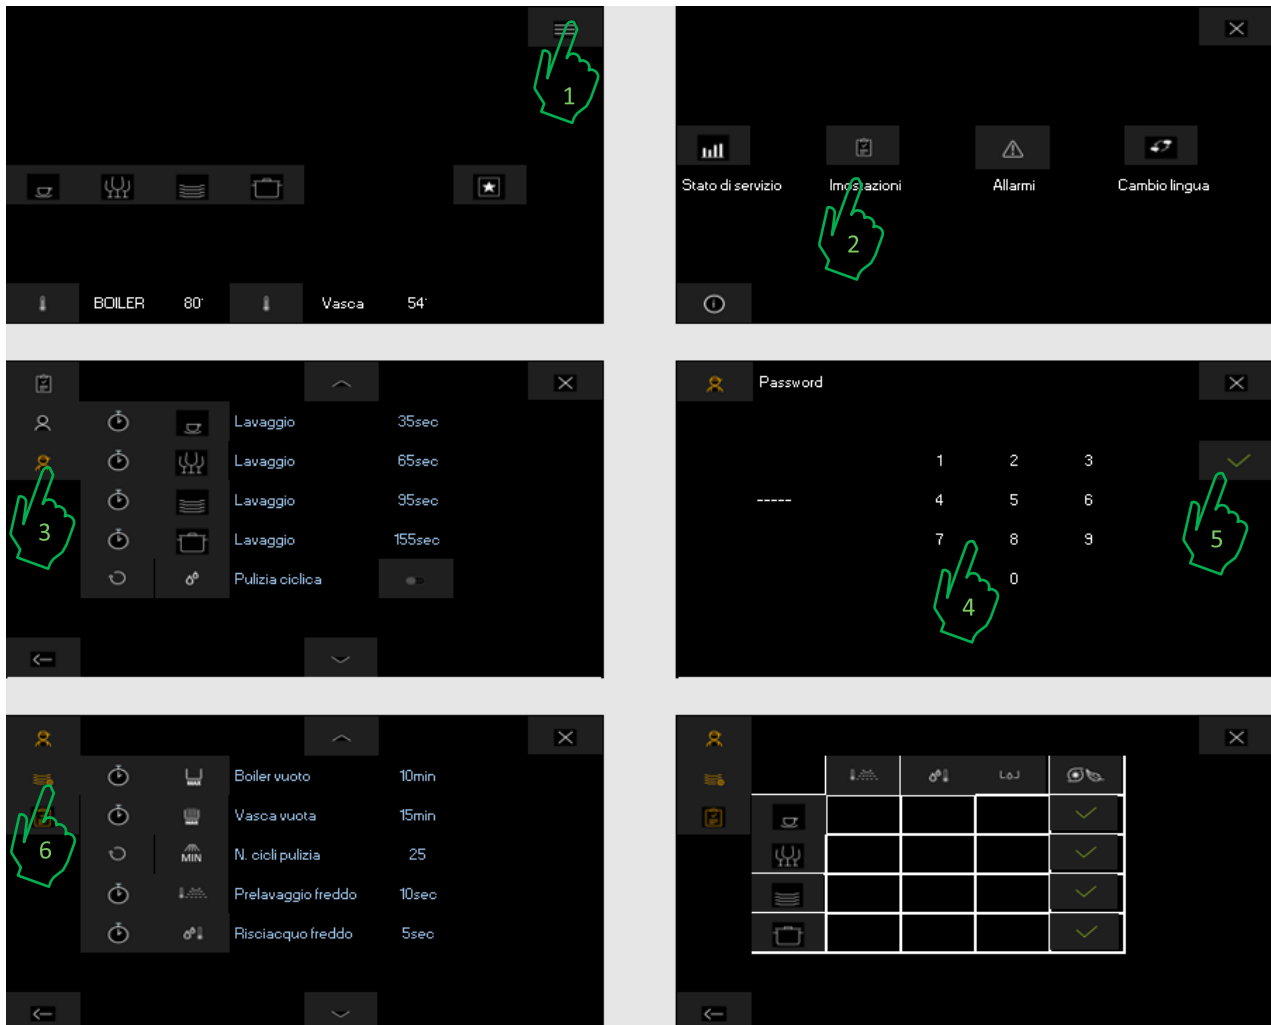 1
BOILER 80° Vasca 54°
Stato di servizio Impostazioni Allarmi Cambio lingua
2
Lavaggio 35sec
Lavaggio 65sec
Lavaggio 95sec
Lavaggio 155sec
Pulizia ciclica
3
Password
1 2 3
----- 4 5 6
7 8 9
0
4
5
MAX Boiler vuoto 10min
MAX Vasca vuota 15min
MIN N. cicli pulizia 25
Prelavaggio freddo 10sec
Risciacquo freddo 5sec
6